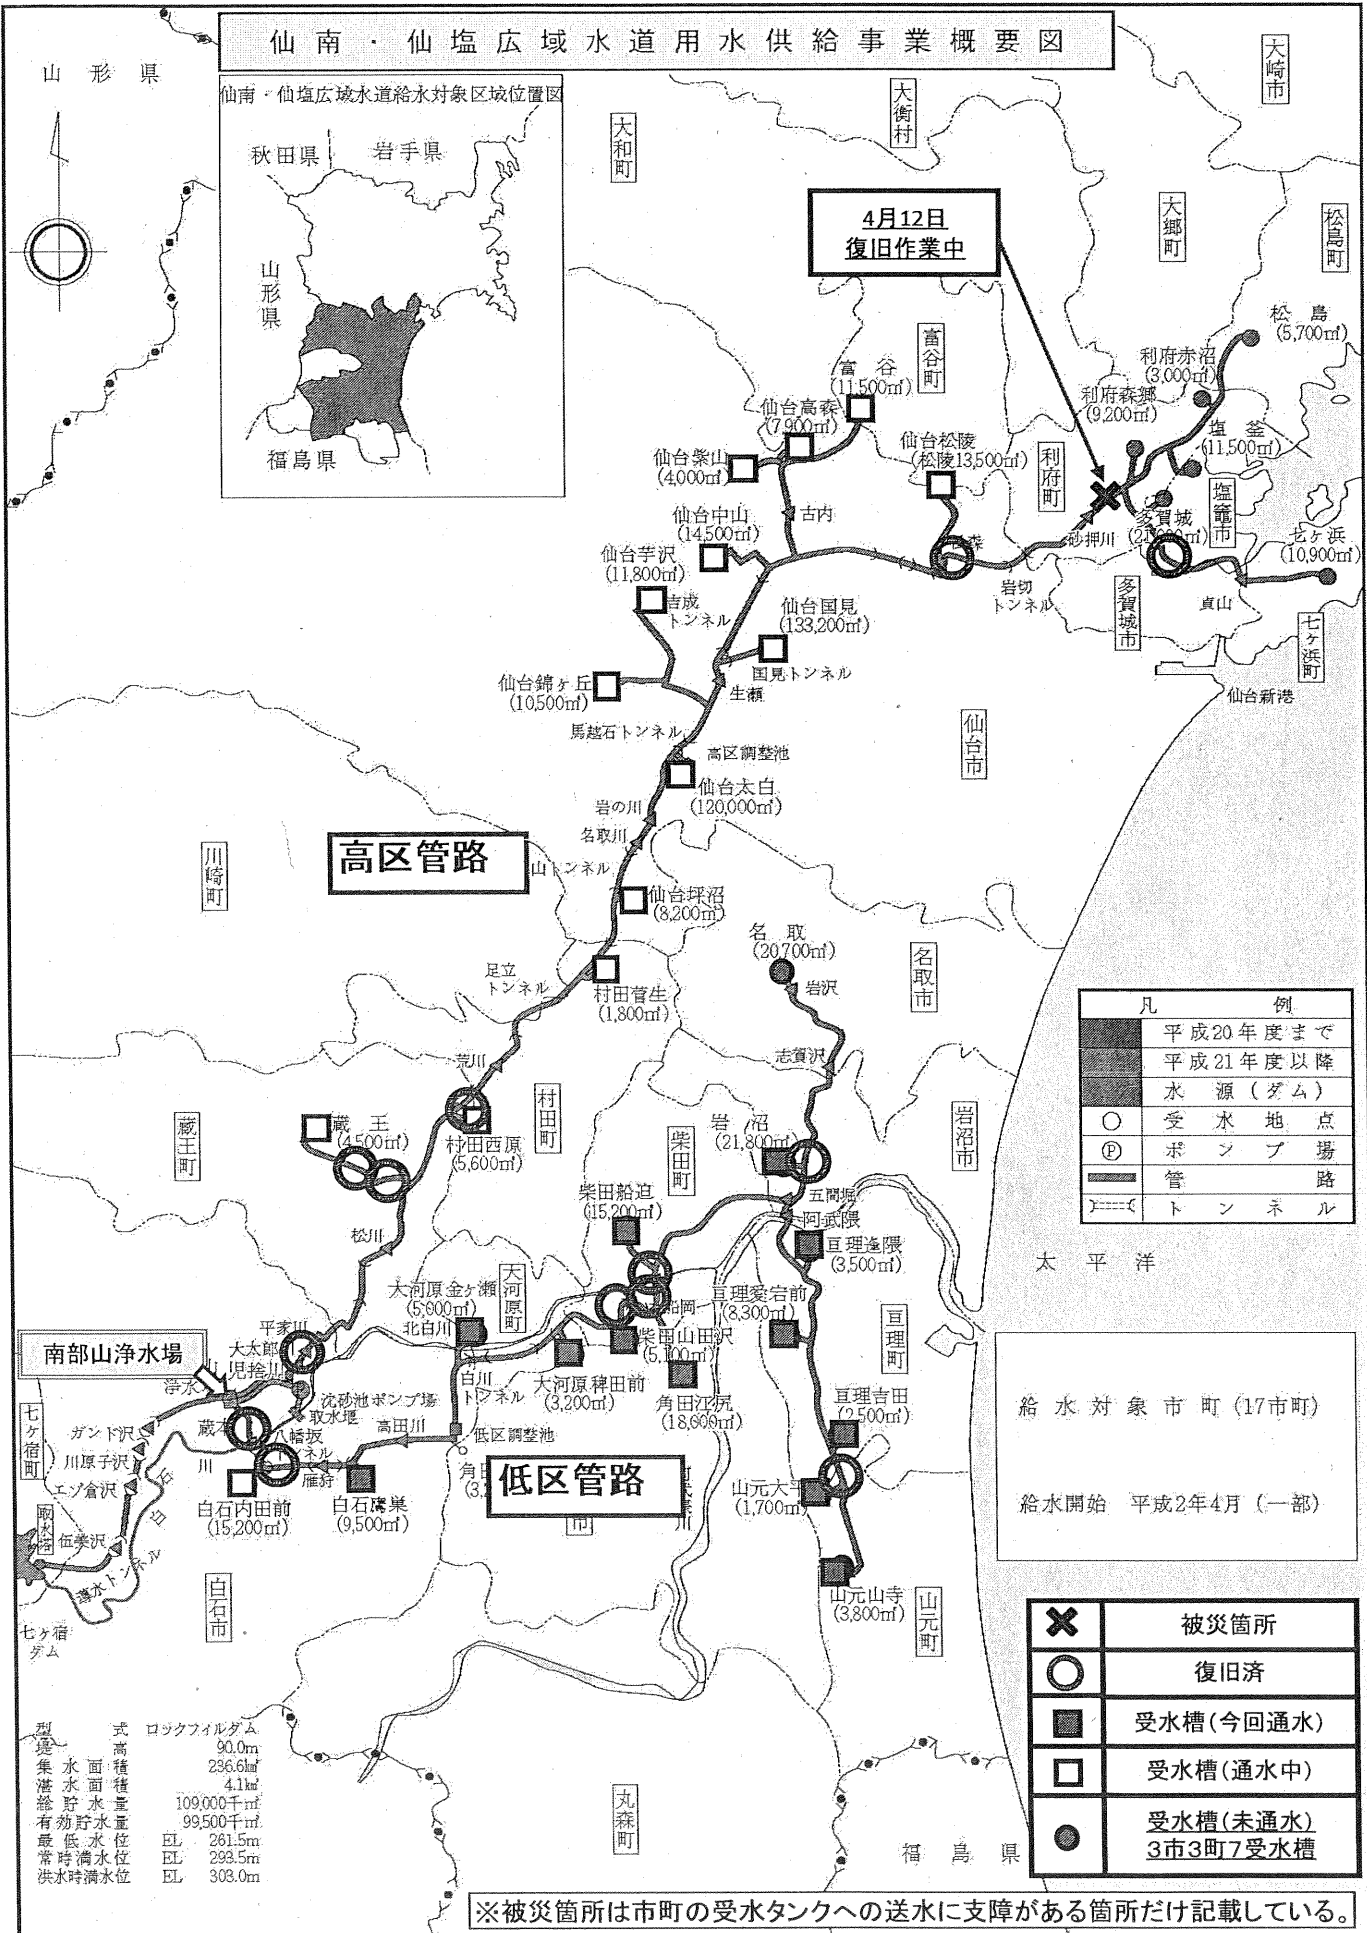 仙南・仙塩広域水道用水供給事業概要図
山形県
仙南・仙塩広域水道給水対象区域位置図
秋田県
岩手県
山形県
福島県
大和町
大衡村
大崎市
大郷町
松島町
4月12日
復旧作業中
富谷町
松島
(5,700㎥)
利府赤沼
(3,000㎥)
利府森郷
(9,200㎥)
塩釜
(11,500㎥)
富谷
(11,500㎥)
仙台高森
(7,900㎥)
仙台松陵
(松陵13,500㎥)
利府町
仙台泉山
(4,000㎥)
塩竈市
仙台中山
(14,500㎥)
古内
砂押川
多賀城
七ヶ浜
(10,900㎥)
仙台芋沢
(11,800㎥)
吉成
トンネル
岩切
トンネル
多賀城市
貞山
仙台国見
(133,200㎥)
七ヶ浜町
国見トンネル
仙台錦ヶ丘
(10,500㎥)
生瀬
仙台新港
馬越石トンネル
高区調整池
仙台市
仙台太白
(120,000㎥)
岩の川
名取川
高区管路
山トンネル
川崎町
仙台坪沼
(8,200㎥)
名取
(20,700㎥)
名取市
足立
トンネル
岩沢
村田菅生
(1,800㎥)
凡例
平成20年度まで
平成21年度以降
水源(ダム)
受水地点
Ⓟ ポンプ場
管路
トンネル
荒川
志賀沢
村田町
蔵王町
蔵王
(4,500㎥)
村田西原
(5,600㎥)
柴田町
岩沼
(21,800㎥)
岩沼市
柴田船迫
(15,200㎥)
五間堀
阿武隈
松川
亘理逢隈
(3,500㎥)
太平洋
大河原金ヶ瀬
(5,000㎥)
大河原町
北白川
船岡
亘理愛宕前
(8,300㎥)
亘理町
平家川
大太郎
児捨川
南部山浄水場
柴田山田沢
(5,100㎥)
白川
トンネル
大河原稗田前
(3,200㎥)
角田江尻
(18,600㎥)
沈砂池ポンプ場
取水堰
七ヶ宿町
ガンド沢
蔵本
八幡坂
高田川
低区調整池
亘理吉田
(2,500㎥)
給水対象市町(17市町)
川原子沢
川
雁狩
低区管路
エゾ倉沢
白石川
白石内田前
(15,200㎥)
白石鷹巣
(9,500㎥)
山元大平
(1,700㎥)
給水開始 平成2年4月(一部)
取水塔
伍美沢
導水トンネル
白石市
山元山寺
(3,800㎥)
山元町
七ヶ宿
ダム
被災箇所
復旧済
受水槽(今回通水)
受水槽(通水中)
受水槽(未通水)
3市3町7受水槽
型式 ロックフィルダム
堤高 90.0m
集水面積 236.6k㎡
湛水面積 4.1k㎡
総貯水量 109,000千㎥
有効貯水量 99,500千㎥
最低水位 EL 261.5m
常時満水位 EL 293.5m
洪水時満水位 EL 303.0m
丸森町
福島県
※被災箇所は市町の受水タンクへの送水に支障がある箇所だけ記載している。